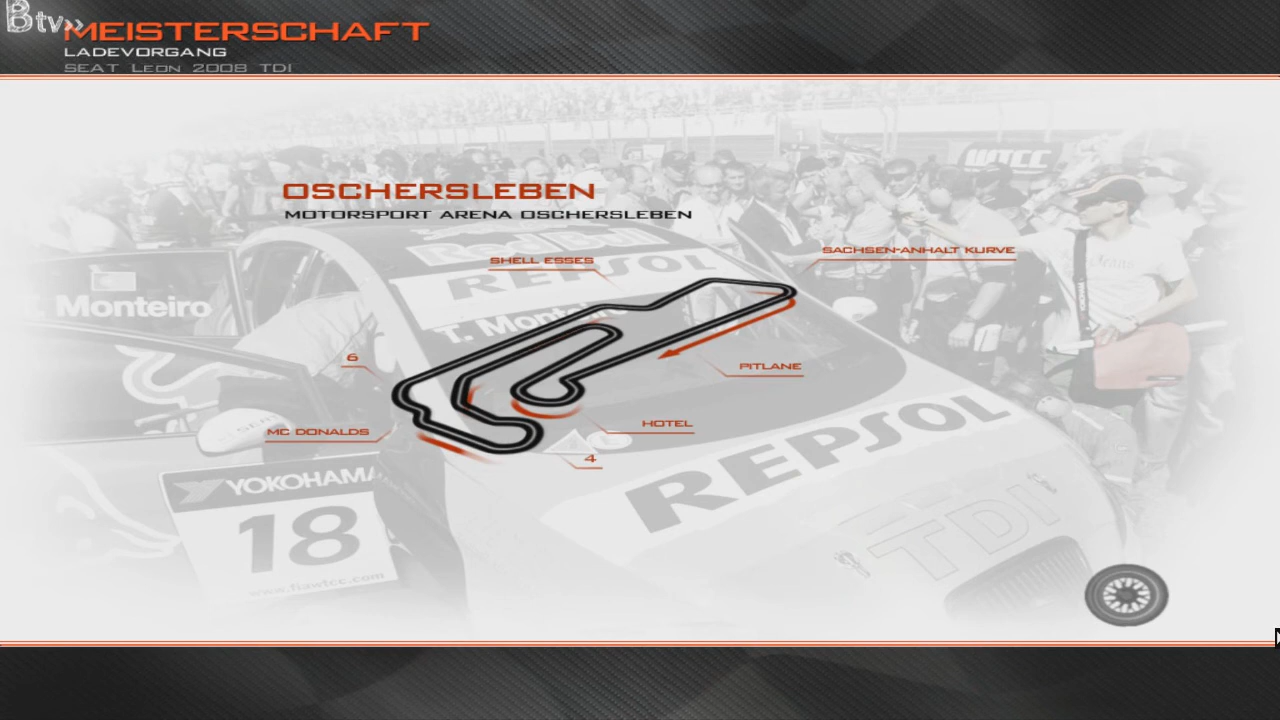 Btv»
MEISTERSCHAFT
LADEVORGANG
SEAT Leon 2008 TDI
WTCC
OSCHERSLEBEN
MOTORSPORT ARENA OSCHERSLEBEN
SHELL ESSES
SACHSEN-ANHALT KURVE
Red Bull
REPSOL
Monteiro
T. Monteiro
6
PITLANE
HOTEL
MC DONALDS
4
REPSOL
YOKOHAMA
18
TDI
www.fiawtcc.com